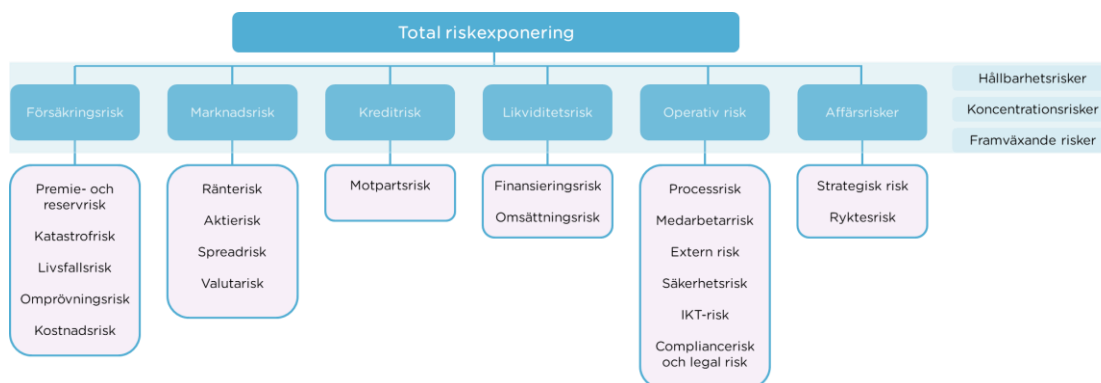 Total riskexponering
Försäkringsrisk
Marknadsrisk
Kreditrisk
Likviditetsrisk
Operativ risk
Affärsrisker
Hållbarhetsrisker
Koncentrationsrisker
Framväxande risker
Premie- och
reservrisk
Katastrofrisk
Livsfallsrisk
Omprövningsrisk
Kostnadsrisk
Ränterisk
Aktierisk
Spreadrisk
Valutarisk
Motpartsrisk
Finansieringsrisk
Omsättningsrisk
Processrisk
Medarbetarrisk
Extern risk
Säkerhetsrisk
IKT-risk
Compliancerisk
och legal risk
Strategisk risk
Ryktesrisk